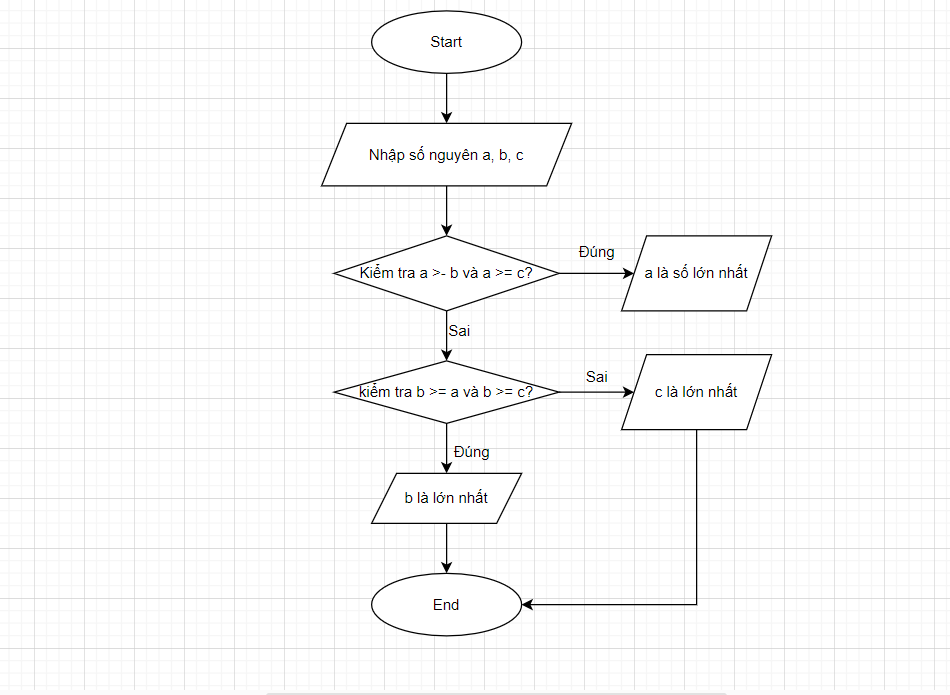 Start
Nhập số nguyên a, b, c
Đúng
Kiểm tra a >- b và a >= c?
a là số lớn nhất
Sai
Sai
kiểm tra b >= a và b >= c?
c là lớn nhất
Đúng
b là lớn nhất
End